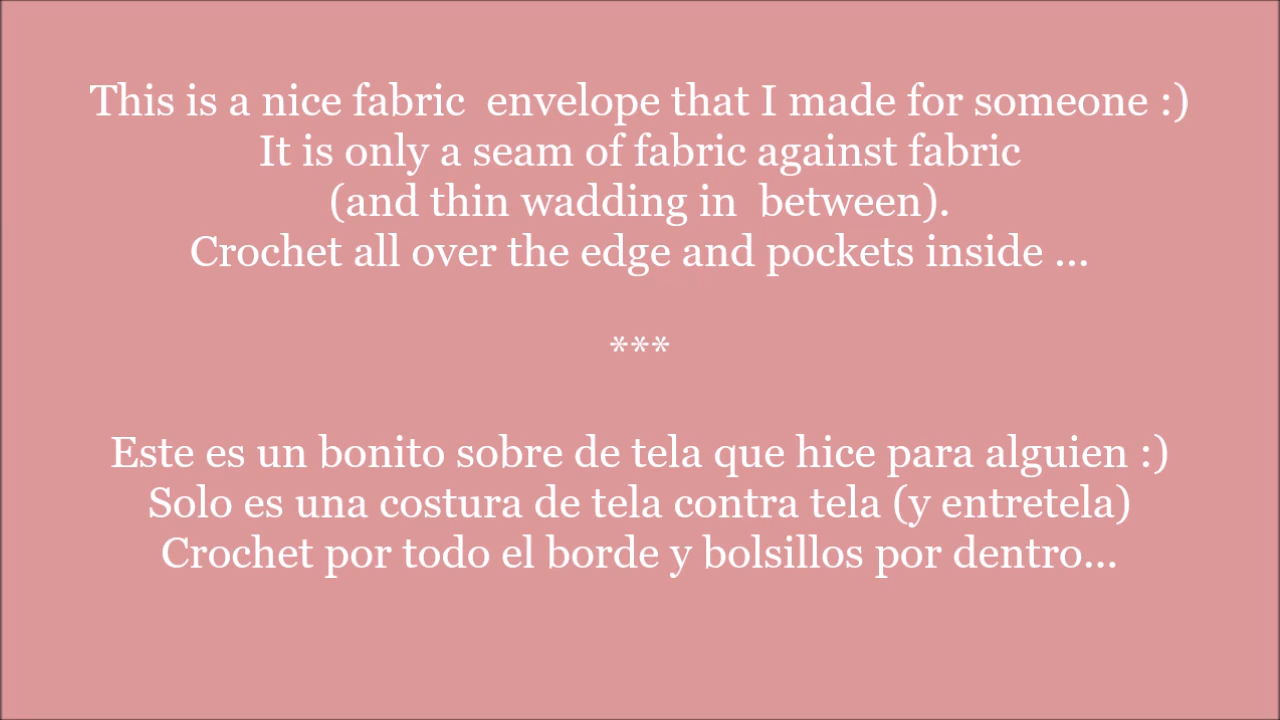 This is a nice fabric  envelope that I made for someone :)
It is only a seam of fabric against fabric
(and thin wadding in  between).
Crochet all over the edge and pockets inside ...
***
Este es un bonito sobre de tela que hice para alguien :)
Solo es una costura de tela contra tela (y entretela)
Crochet por todo el borde y bolsillos por dentro...